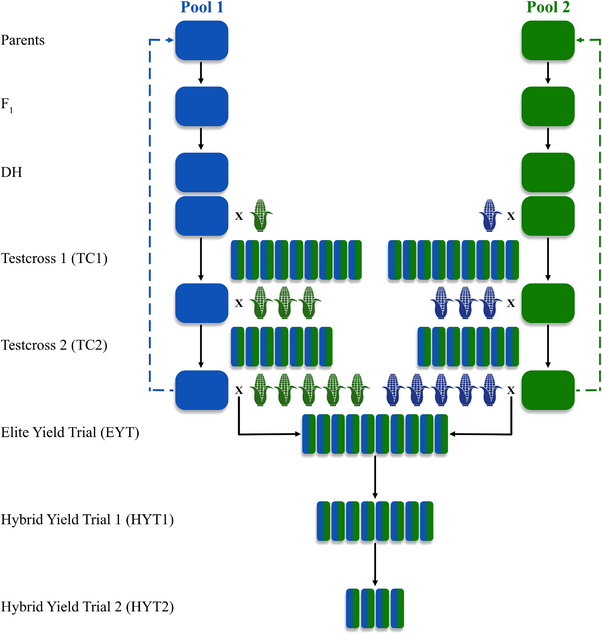 Pool 1
Pool 2
Parents
F1
DH
x
x
Testcross 1 (TC1)
x
x
Testcross 2 (TC2)
x
x
Elite Yield Trial (EYT)
Hybrid Yield Trial 1 (HYT1)
Hybrid Yield Trial 2 (HYT2)